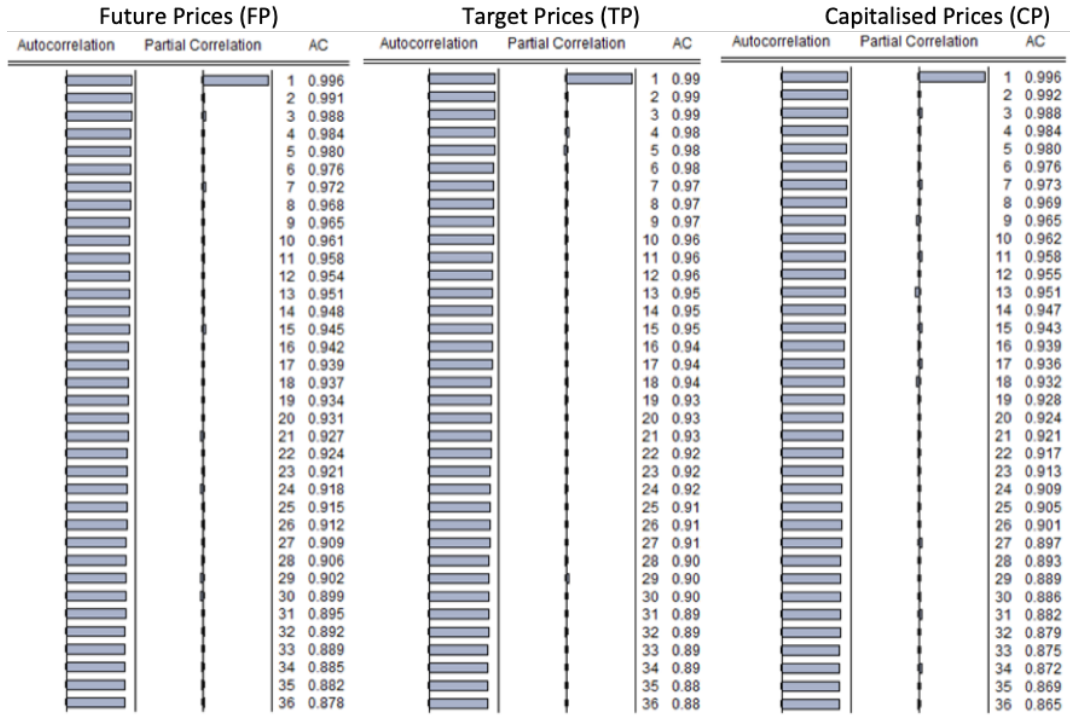 Future Prices (FP) Target Prices (TP) Capitalised Prices (CP)
Autocorrelation Partial Correlation AC Autocorrelation Partial Correlation AC Autocorrelation Partial Correlation AC
1 0.996 1 0.99 1 0.996
2 0.991 2 0.99 2 0.992
3 0.988 3 0.99 3 0.988
4 0.984 4 0.98 4 0.984
5 0.980 5 0.98 5 0.980
6 0.976 6 0.98 6 0.976
7 0.972 7 0.97 7 0.973
8 0.968 8 0.97 8 0.969
9 0.965 9 0.97 9 0.965
10 0.961 10 0.96 10 0.962
11 0.958 11 0.96 11 0.958
12 0.954 12 0.96 12 0.955
13 0.951 13 0.95 13 0.951
14 0.948 14 0.95 14 0.947
15 0.945 15 0.95 15 0.943
16 0.942 16 0.94 16 0.939
17 0.939 17 0.94 17 0.936
18 0.937 18 0.94 18 0.932
19 0.934 19 0.93 19 0.928
20 0.931 20 0.93 20 0.924
21 0.927 21 0.93 21 0.921
22 0.924 22 0.92 22 0.917
23 0.921 23 0.92 23 0.913
24 0.918 24 0.92 24 0.909
25 0.915 25 0.91 25 0.905
26 0.912 26 0.91 26 0.901
27 0.909 27 0.91 27 0.897
28 0.906 28 0.90 28 0.893
29 0.902 29 0.90 29 0.889
30 0.899 30 0.90 30 0.886
31 0.895 31 0.89 31 0.882
32 0.892 32 0.89 32 0.879
33 0.889 33 0.89 33 0.875
34 0.885 34 0.89 34 0.872
35 0.882 35 0.88 35 0.869
36 0.878 36 0.88 36 0.865